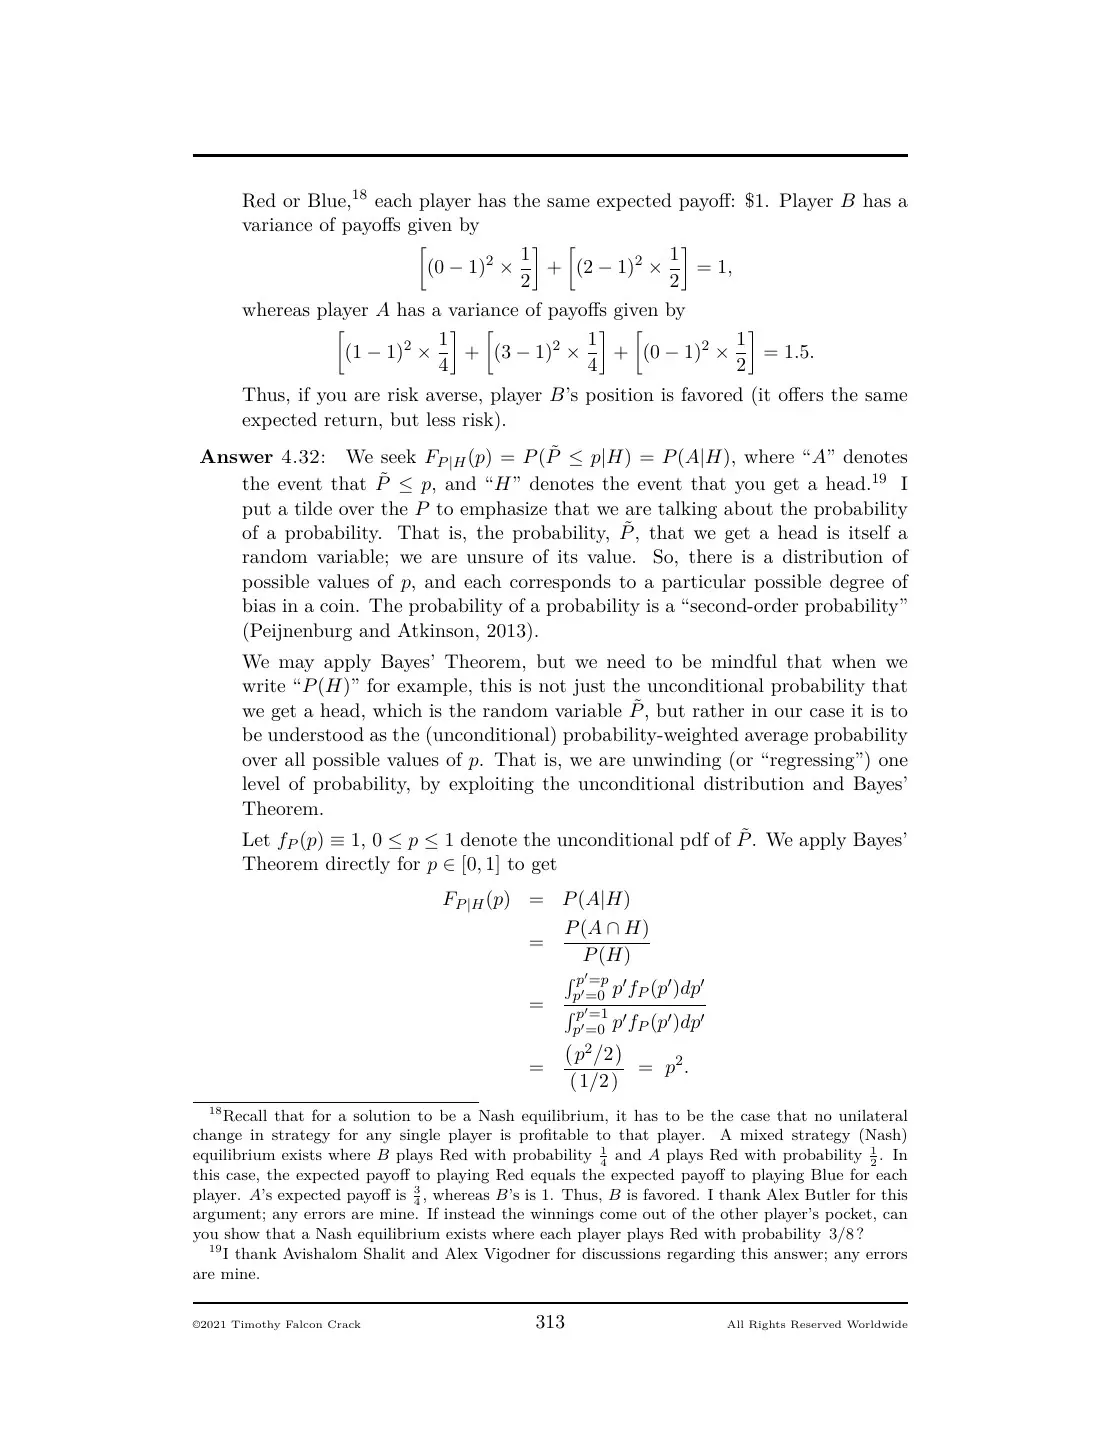 Red or Blue,18 each player has the same expected payoff: $1. Player B has a
variance of payoffs given by
[(0 − 1)² × 1/2] + [(2 − 1)² × 1/2] = 1,
whereas player A has a variance of payoffs given by
[(1 − 1)² × 1/4] + [(3 − 1)² × 1/4] + [(0 − 1)² × 1/2] = 1.5.
Thus, if you are risk averse, player B’s position is favored (it offers the same
expected return, but less risk).
Answer 4.32: We seek F_{P|H}(p) = P(P̃ ≤ p|H) = P(A|H), where “A” denotes
the event that P̃ ≤ p, and “H” denotes the event that you get a head.19 I
put a tilde over the P to emphasize that we are talking about the probability
of a probability. That is, the probability, P̃, that we get a head is itself a
random variable; we are unsure of its value. So, there is a distribution of
possible values of p, and each corresponds to a particular possible degree of
bias in a coin. The probability of a probability is a “second-order probability”
(Peijnenburg and Atkinson, 2013).
We may apply Bayes’ Theorem, but we need to be mindful that when we
write “P(H)” for example, this is not just the unconditional probability that
we get a head, which is the random variable P̃, but rather in our case it is to
be understood as the (unconditional) probability-weighted average probability
over all possible values of p. That is, we are unwinding (or “regressing”) one
level of probability, by exploiting the unconditional distribution and Bayes’
Theorem.
Let f_P(p) ≡ 1, 0 ≤ p ≤ 1 denote the unconditional pdf of P̃. We apply Bayes’
Theorem directly for p ∈ [0, 1] to get
F_{P|H}(p) = P(A|H)
= P(A ∩ H) / P(H)
= ∫_{p′=0}^{p′=p} p′f_P(p′)dp′ / ∫_{p′=0}^{p′=1} p′f_P(p′)dp′
= (p²/2) / (1/2) = p².
18Recall that for a solution to be a Nash equilibrium, it has to be the case that no unilateral
change in strategy for any single player is profitable to that player. A mixed strategy (Nash)
equilibrium exists where B plays Red with probability 1/4 and A plays Red with probability 1/2. In
this case, the expected payoff to playing Red equals the expected payoff to playing Blue for each
player. A’s expected payoff is 3/4, whereas B’s is 1. Thus, B is favored. I thank Alex Butler for this
argument; any errors are mine. If instead the winnings come out of the other player’s pocket, can
you show that a Nash equilibrium exists where each player plays Red with probability 3/8?
19I thank Avishalom Shalit and Alex Vigodner for discussions regarding this answer; any errors
are mine.
©2021 Timothy Falcon Crack 313 All Rights Reserved Worldwide